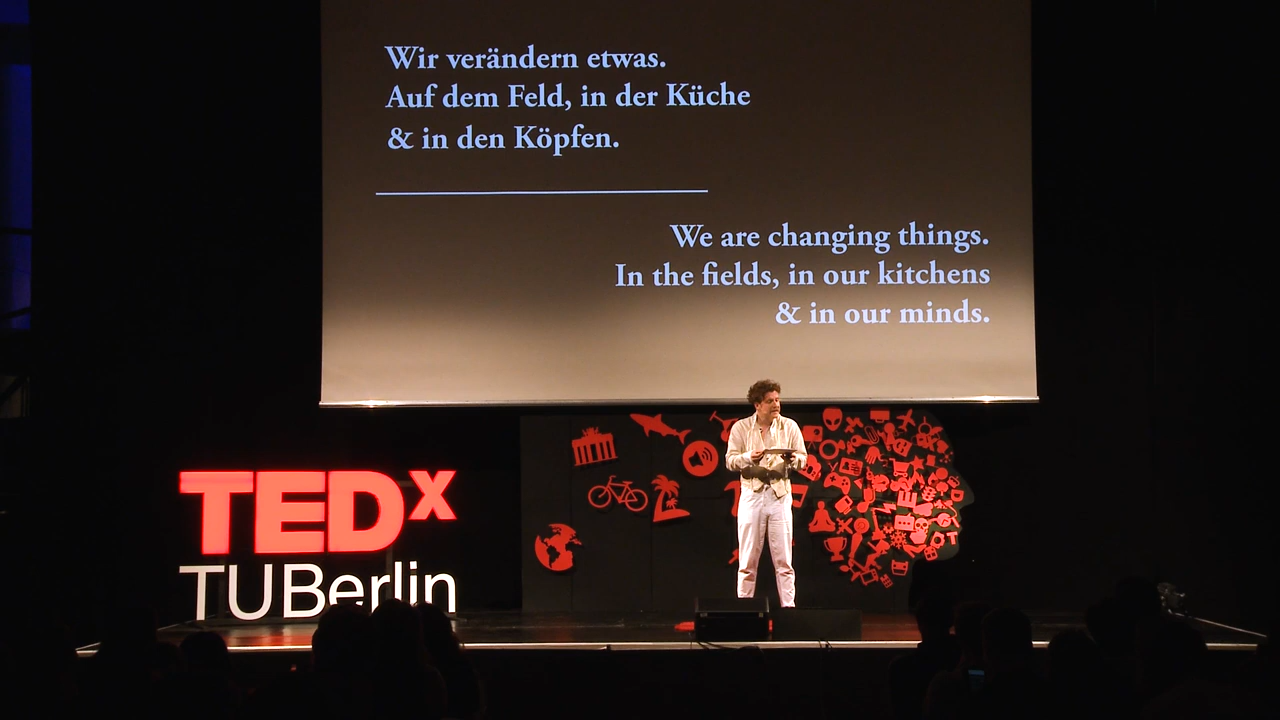 Wir verändern etwas.
Auf dem Feld, in der Küche
& in den Köpfen.
We are changing things.
In the fields, in our kitchens
& in our minds.
TEDx
TUBerlin